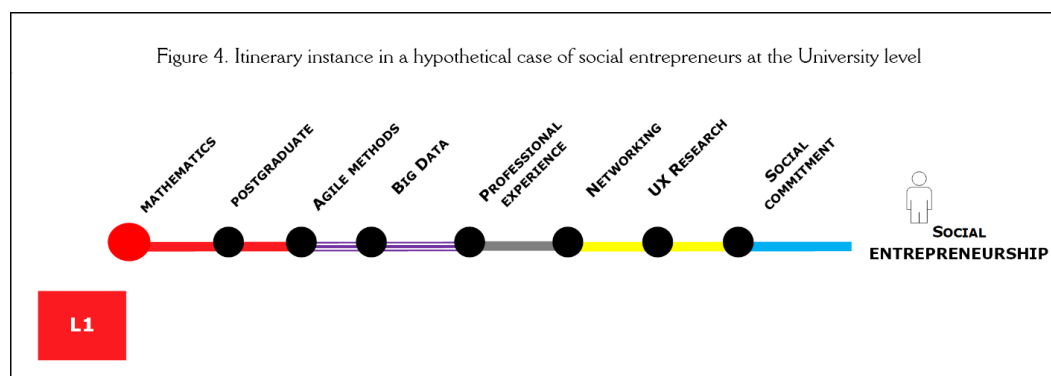 Figure 4. Itinerary instance in a hypothetical case of social entrepreneurs at the University level
MATHEMATICS
POSTGRADUATE
AGILE METHODS
BIG DATA
PROFESSIONAL
EXPERIENCE
NETWORKING
UX RESEARCH
SOCIAL
COMMITMENT
SOCIAL
ENTREPRENEURSHIP
L1